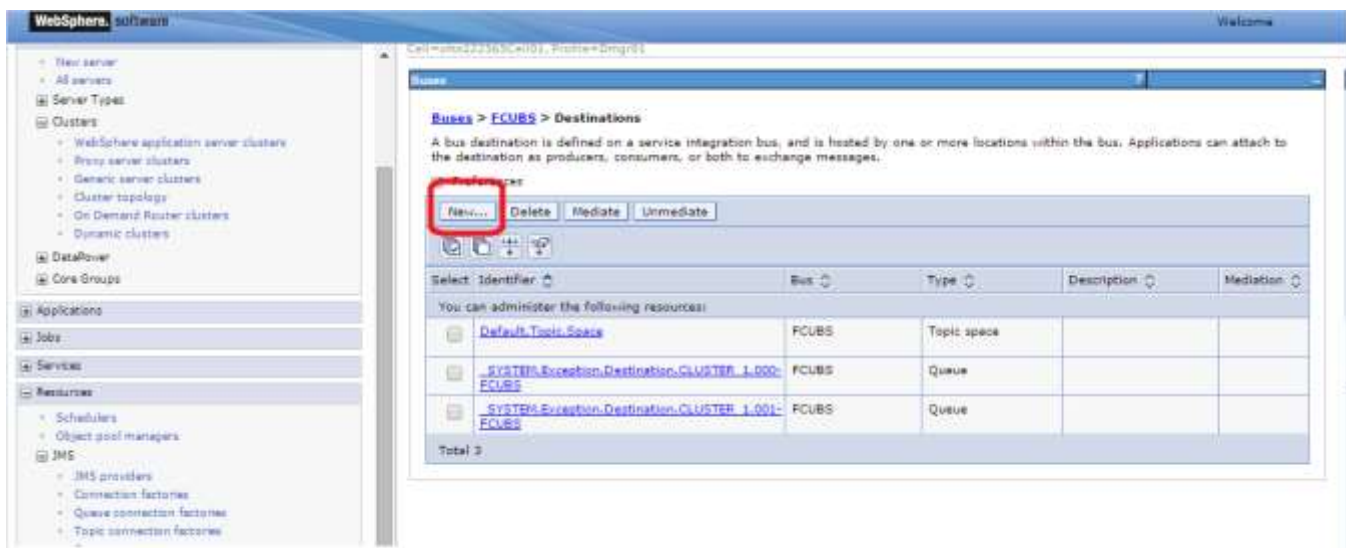 WebSphere. software
Welcome
New server
All servers
Server Types
Clusters
WebSphere application server clusters
Proxy server clusters
Generic server clusters
Cluster topology
On Demand Router clusters
Dynamic clusters
DataPower
Core Groups
Applications
Jobs
Services
Resources
Schedulers
Object pool managers
JMS
JMS providers
Connection factories
Queue connection factories
Topic connection factories
Buses
?
Buses > FCUBS > Destinations
A bus destination is defined on a service integration bus, and is hosted by one or more locations within the bus. Applications can attach to
the destination as producers, consumers, or both to exchange messages.
Preferences
New... Delete Mediate Unmediate
Select Identifier Bus Type Description Mediation
You can administer the following resources:
Default.Topic.Space FCUBS Topic space
_SYSTEM.Exception.Destination.CLUSTER_1.000- FCUBS Queue
FCUBS
_SYSTEM.Exception.Destination.CLUSTER_1.001- FCUBS Queue
FCUBS
Total 3